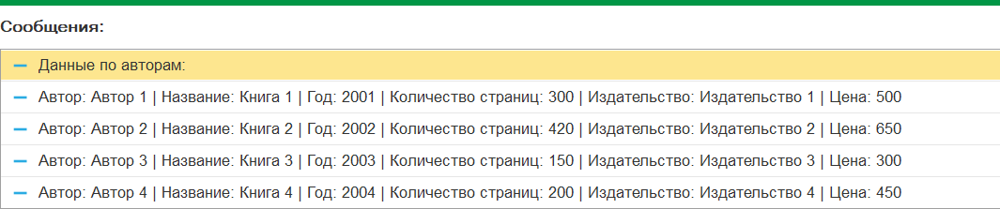 Сообщения:
Данные по авторам:
Автор: Автор 1 | Название: Книга 1 | Год: 2001 | Количество страниц: 300 | Издательство: Издательство 1 | Цена: 500
Автор: Автор 2 | Название: Книга 2 | Год: 2002 | Количество страниц: 420 | Издательство: Издательство 2 | Цена: 650
Автор: Автор 3 | Название: Книга 3 | Год: 2003 | Количество страниц: 150 | Издательство: Издательство 3 | Цена: 300
Автор: Автор 4 | Название: Книга 4 | Год: 2004 | Количество страниц: 200 | Издательство: Издательство 4 | Цена: 450